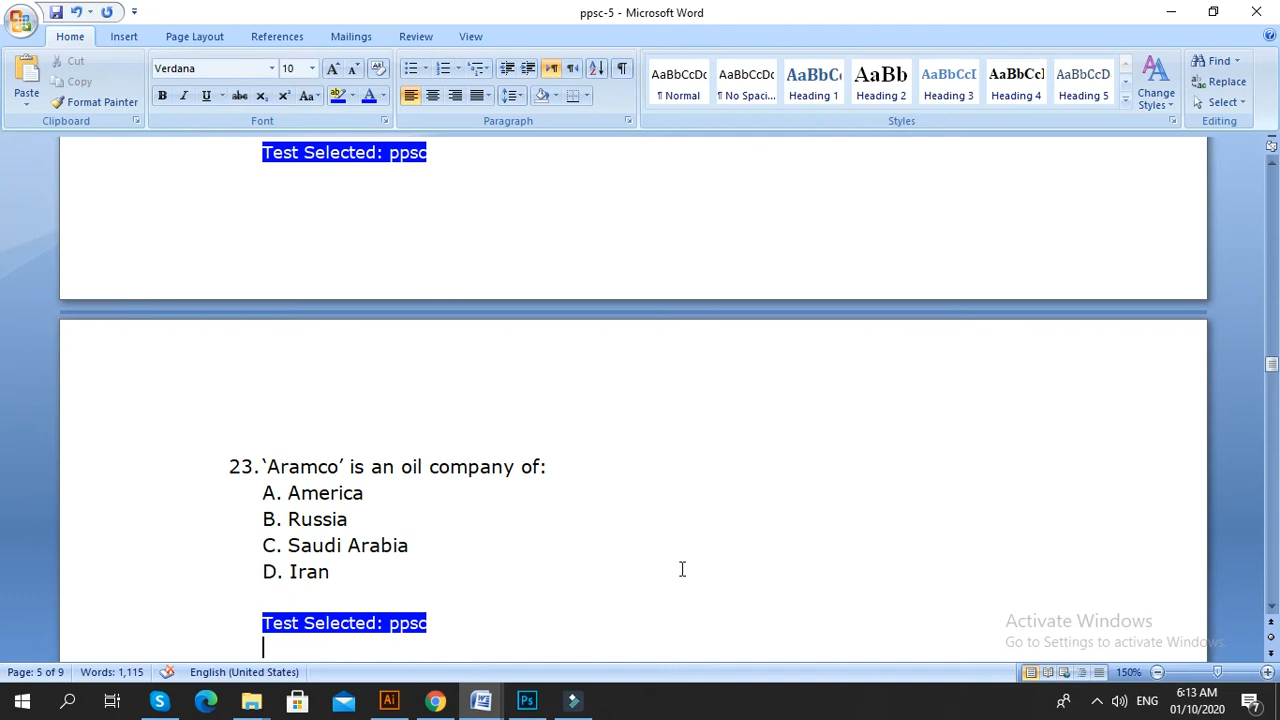 ppsc-5 - Microsoft Word
Home Insert Page Layout References Mailings Review View
Paste
Cut
Copy
Format Painter
Clipboard
Verdana 10
Font
Paragraph
AaBbCcDc AaBbCcDc AaBbC AaBb AaBbCcI AaBbCcI AaBbCcD
¶ Normal ¶ No Spaci... Heading 1 Heading 2 Heading 3 Heading 4 Heading 5
Change
Styles
Styles
Find
Replace
Select
Editing
Test Selected: ppsc
23. ‘Aramco’ is an oil company of:
A. America
B. Russia
C. Saudi Arabia
D. Iran
Test Selected: ppsc
Activate Windows
Go to Settings to activate Windows.
Page: 5 of 9 Words: 1,115 English (United States) 150%
ENG
6:13 AM
01/10/2020